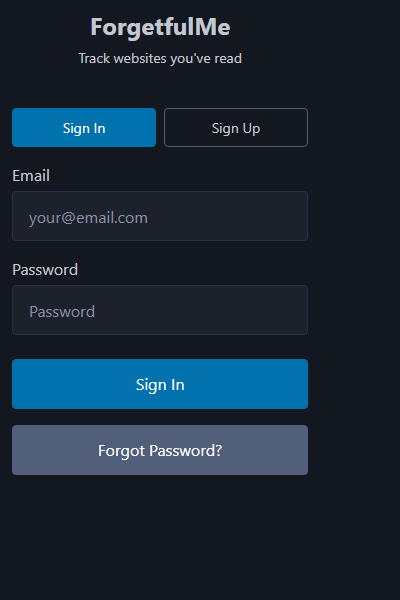 ForgetfulMe
Track websites you've read
Sign In
Sign Up
Email
your@email.com
Password
Password
Sign In
Forgot Password?